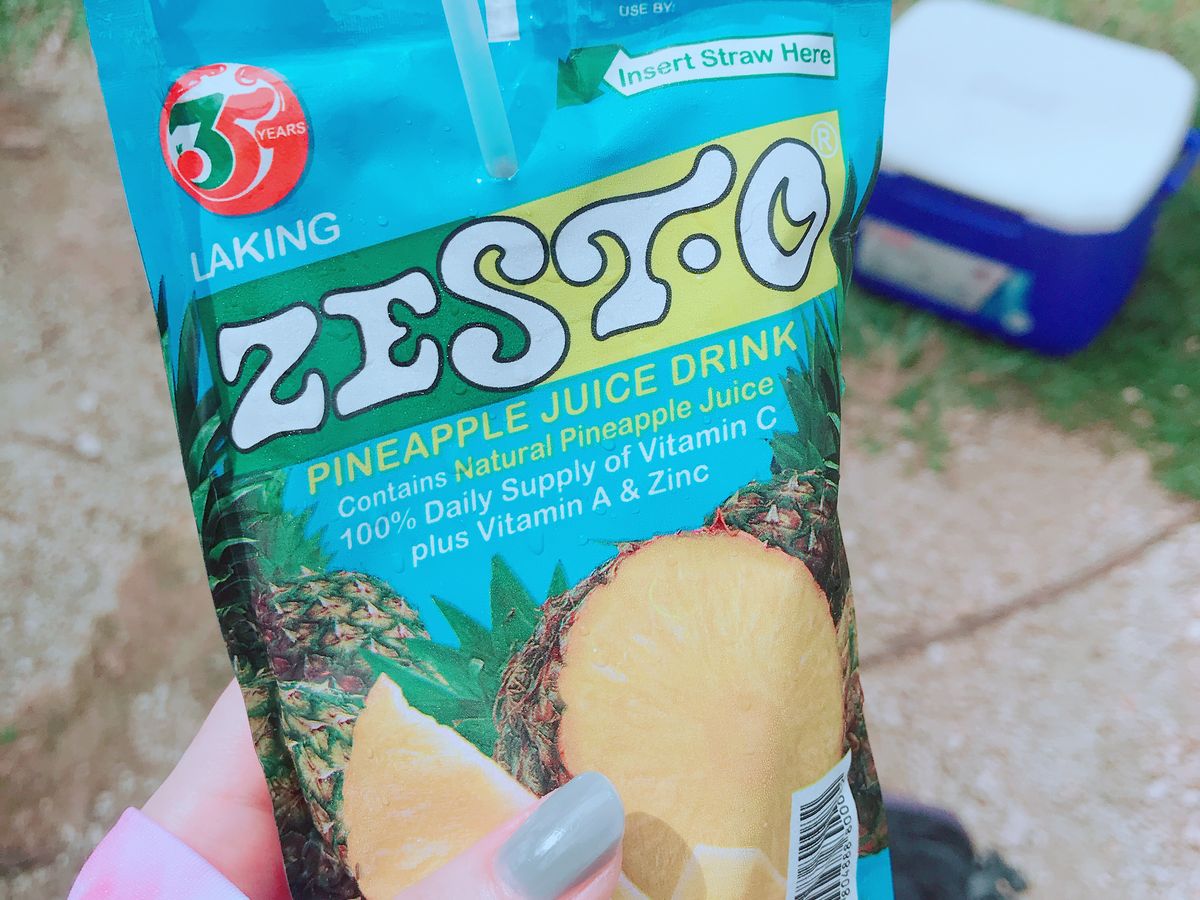 USE BY:
Insert Straw Here
35
YEARS
LAKING
ZEST·O®
PINEAPPLE JUICE DRINK
Contains Natural Pineapple Juice
100% Daily Supply of Vitamin C
plus Vitamin A & Zinc